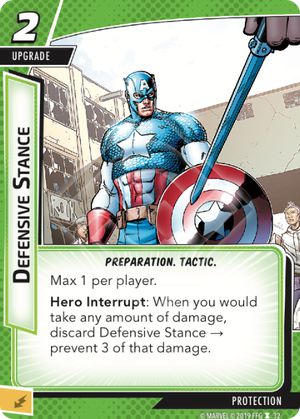 2
UPGRADE
DEFENSIVE STANCE
PREPARATION. TACTIC.
Max 1 per player.
Hero Interrupt: When you would
take any amount of damage,
discard Defensive Stance →
prevent 3 of that damage.
© MARVEL © 2019 FFG 32
PROTECTION